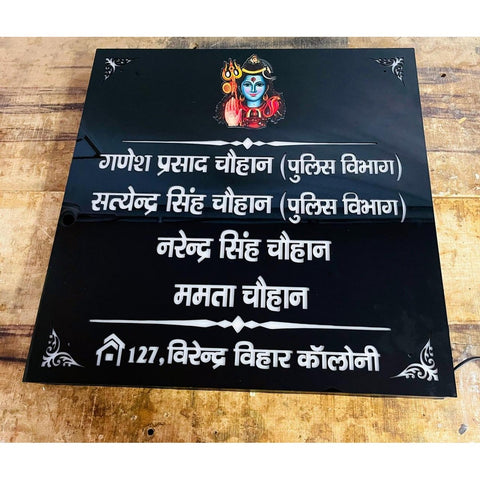 गणेश प्रसाद चौहान (पुलिस विभाग)
सत्येन्द्र सिंह चौहान (पुलिस विभाग)
नरेन्द्र सिंह चौहान
ममता चौहान
127, विरेन्द्र विहार कॉलोनी